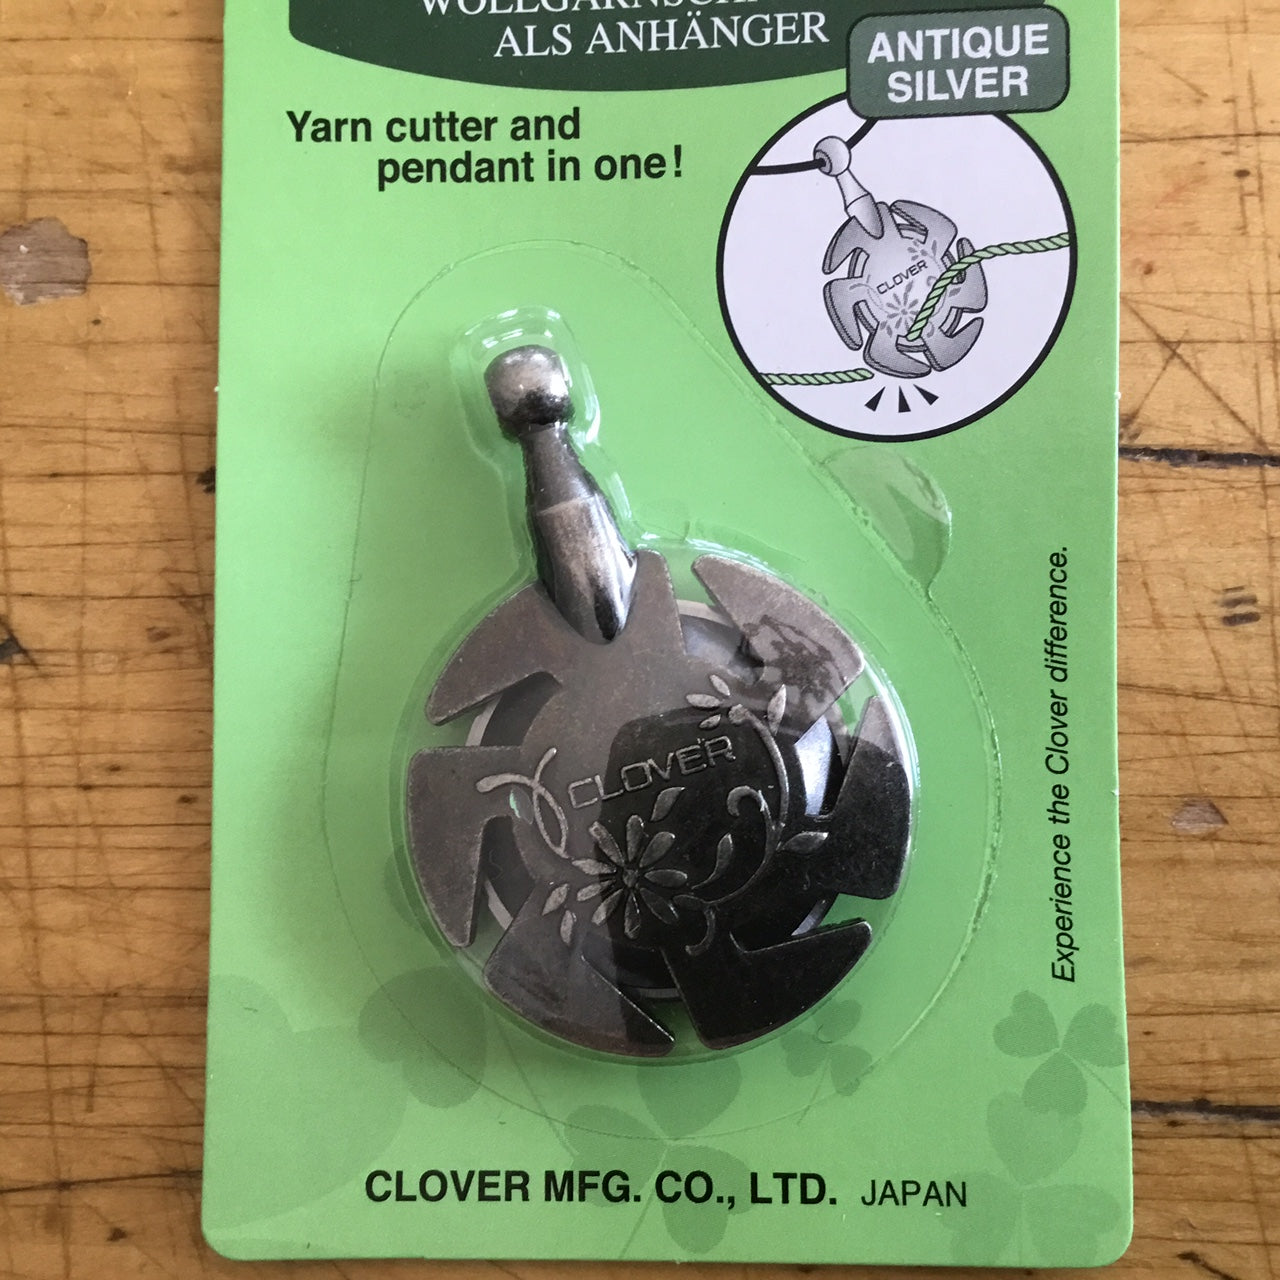 ALS ANHÄNGER
ANTIQUE
SILVER
Yarn cutter and
pendant in one!
CLOVER
CLOVER
Experience the Clover difference.
CLOVER MFG. CO., LTD. JAPAN